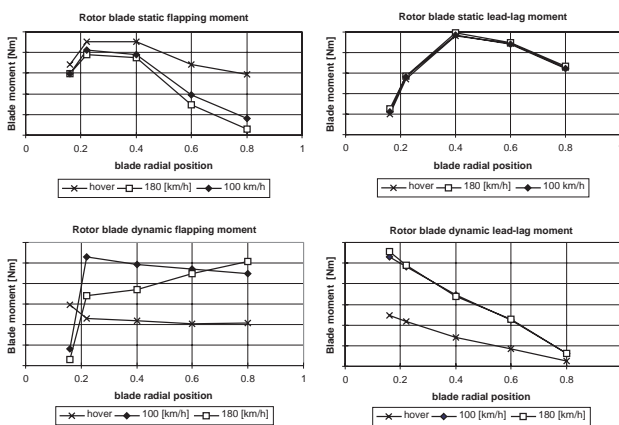 Rotor blade static flapping moment
Blade moment [Nm]
0 0.2 0.4 0.6 0.8 1
blade radial position
hover 180 [km/h] 100 km/h
Rotor blade static lead-lag moment
Blade moment [Nm]
0 0.2 0.4 0.6 0.8 1
blade radial position
hover 180 [km/h] 100 km/h
Rotor blade dynamic flapping moment
Blade moment [Nm]
0 0.2 0.4 0.6 0.8 1
blade radial position
hover 100 [km/h] 180 [km/h]
Rotor blade dynamic lead-lag moment
Blade moment [Nm]
0 0.2 0.4 0.6 0.8 1
blade radial position
hover 100 [km/h] 180 [km/h]